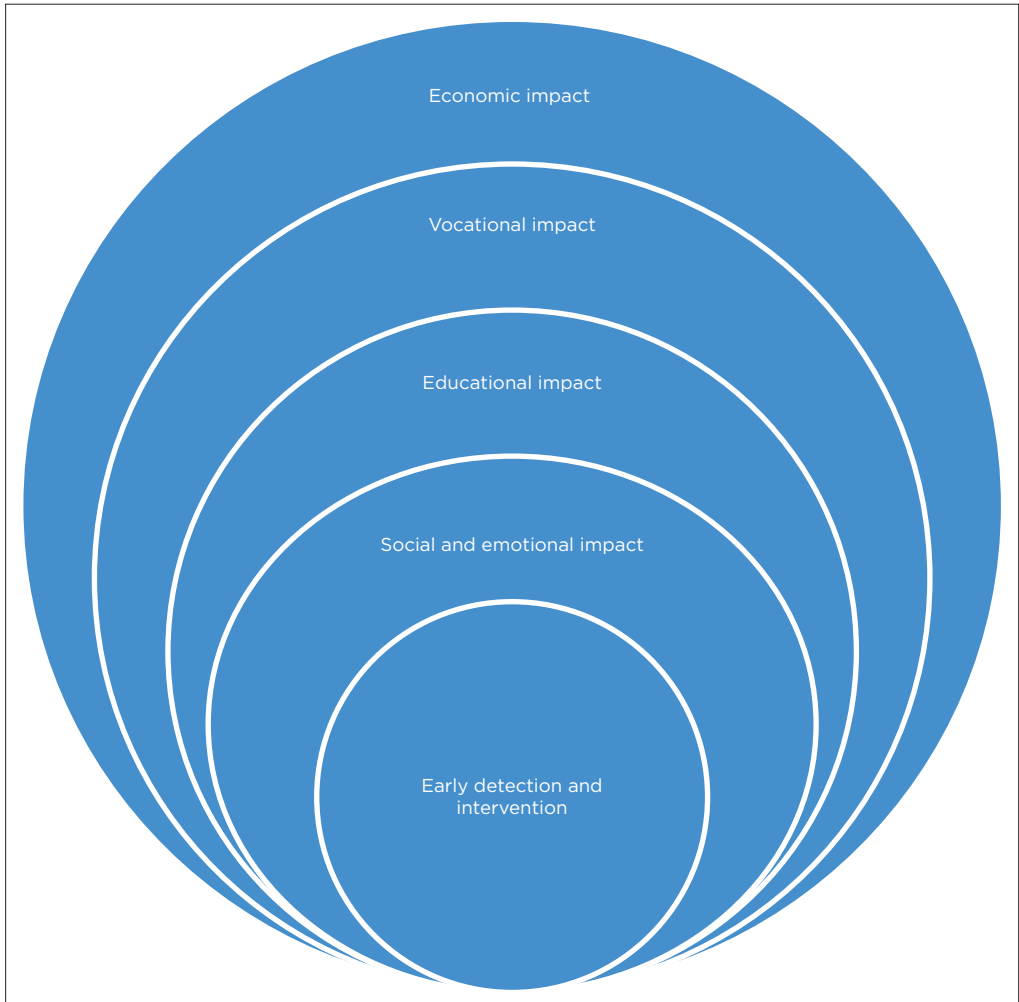 Economic impact
Vocational impact
Educational impact
Social and emotional impact
Early detection and
intervention